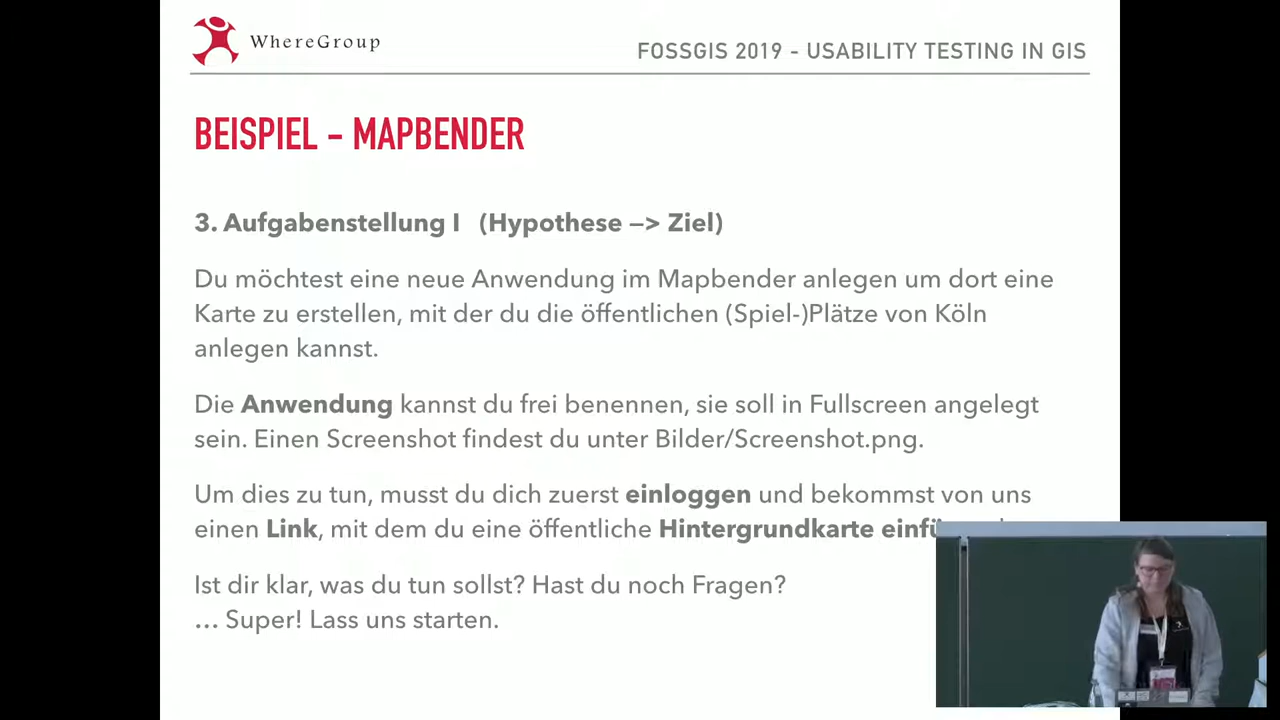 WhereGroup
FOSSGIS 2019 - USABILITY TESTING IN GIS
BEISPIEL - MAPBENDER
3. Aufgabenstellung I (Hypothese —> Ziel)
Du möchtest eine neue Anwendung im Mapbender anlegen um dort eine
Karte zu erstellen, mit der du die öffentlichen (Spiel-)Plätze von Köln
anlegen kannst.
Die Anwendung kannst du frei benennen, sie soll in Fullscreen angelegt
sein. Einen Screenshot findest du unter Bilder/Screenshot.png.
Um dies zu tun, musst du dich zuerst einloggen und bekommst von uns
einen Link, mit dem du eine öffentliche Hintergrundkarte
Ist dir klar, was du tun sollst? Hast du noch Fragen?
… Super! Lass uns starten.